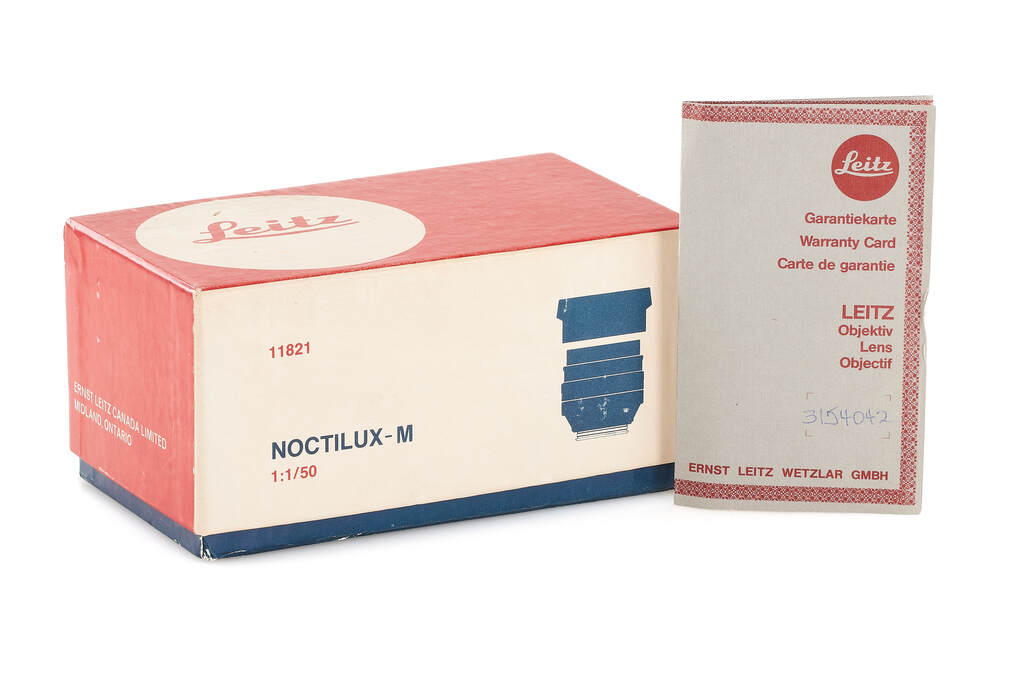 Leitz
11821
NOCTILUX-M
1:1/50
ERNST LEITZ CANADA LIMITED
MIDLAND, ONTARIO
Leitz
Garantiekarte
Warranty Card
Carte de garantie
LEITZ
Objektiv
Lens
Objectif
3154042
ERNST LEITZ WETZLAR GMBH